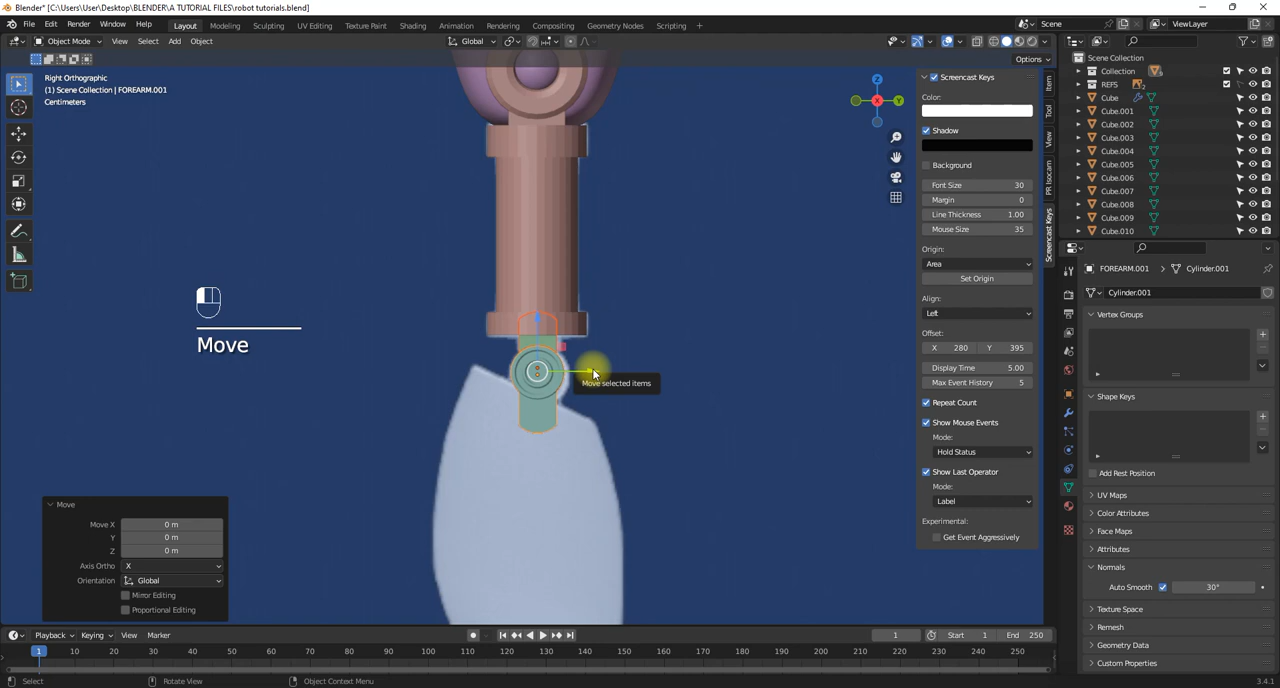 Blender* [C:\Users\User\Desktop\BLENDER\A TUTORIAL FILES\robot tutorials.blend]
File Edit Render Window Help Layout Modeling Sculpting UV Editing Texture Paint Shading Animation Rendering Compositing Geometry Nodes Scripting + Scene ViewLayer
Object Mode View Select Add Object Global
Options
Right Orthographic
(1) Scene Collection | FOREARM.001
Centimeters
Move
Move selected items
Move
Move X 0 m
Y 0 m
Z 0 m
Axis Ortho X
Orientation Global
Mirror Editing
Proportional Editing
X
Y
Z
Screencast Keys
Color:
Shadow
Background
Font Size 30
Margin 0
Line Thickness 1.00
Mouse Size 35
Origin:
Area
Set Origin
Align:
Left
Offset:
X 280 Y 395
Display Time 5.00
Max Event History 5
Repeat Count
Show Mouse Events
Mode:
Hold Status
Show Last Operator
Mode:
Label
Experimental:
Get Event Aggressively
Item
Tool
View
PR Isocam
Screencast Keys
Scene Collection
Collection
REFS
Cube
Cube.001
Cube.002
Cube.003
Cube.004
Cube.005
Cube.006
Cube.007
Cube.008
Cube.009
Cube.010
FOREARM.001 > Cylinder.001
Cylinder.001
Vertex Groups
Shape Keys
Add Rest Position
UV Maps
Color Attributes
Face Maps
Attributes
Normals
Auto Smooth 30°
Texture Space
Remesh
Geometry Data
Custom Properties
Playback Keying View Marker 1 Start 1 End 250
1 10 20 30 40 50 60 70 80 90 100 110 120 130 140 150 160 170 180 190 200 210 220 230 240 250
Select Rotate View Object Context Menu 3.4.1